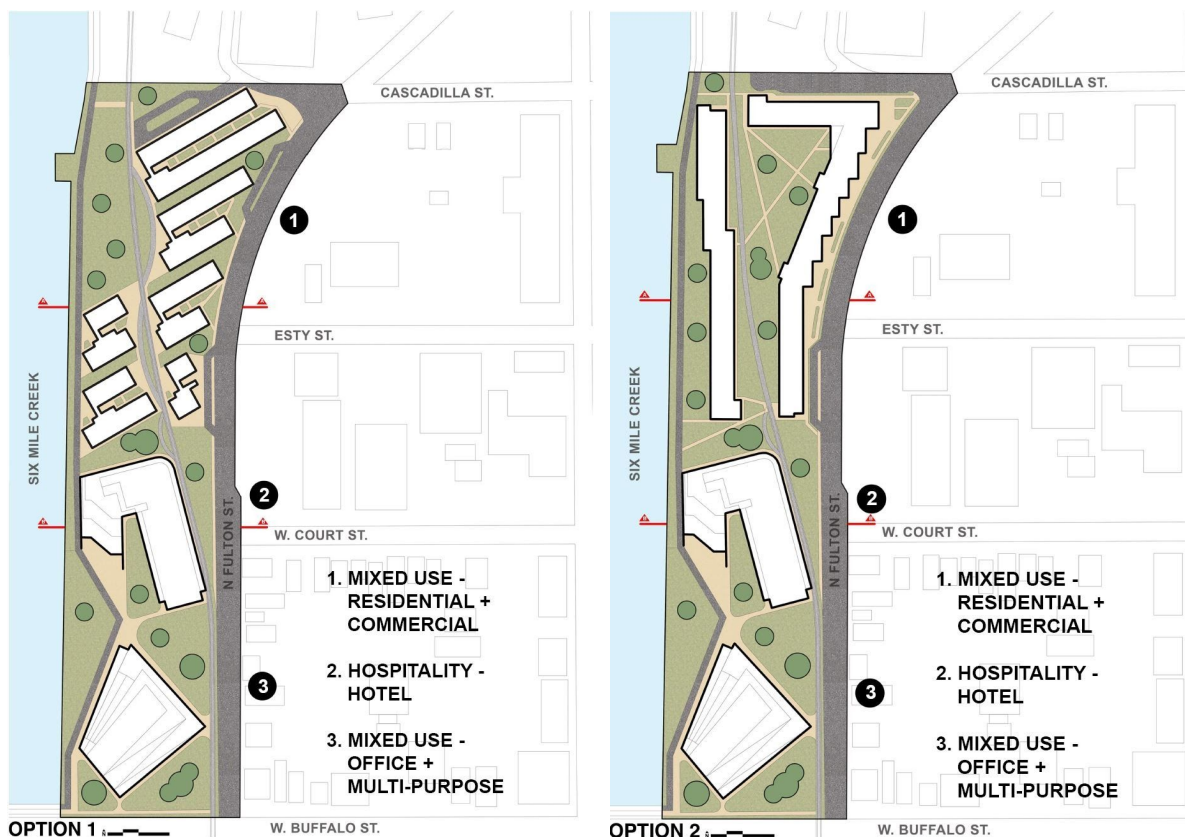 CASCADILLA ST.
1
ESTY ST.
SIX MILE CREEK
2
N FULTON ST.
W. COURT ST.
1. MIXED USE -
RESIDENTIAL +
COMMERCIAL
2. HOSPITALITY -
HOTEL
3
3. MIXED USE -
OFFICE +
MULTI-PURPOSE
OPTION 1
W. BUFFALO ST.
CASCADILLA ST.
1
ESTY ST.
SIX MILE CREEK
2
N FULTON ST.
W. COURT ST.
1. MIXED USE -
RESIDENTIAL +
COMMERCIAL
2. HOSPITALITY -
HOTEL
3
3. MIXED USE -
OFFICE +
MULTI-PURPOSE
OPTION 2
W. BUFFALO ST.